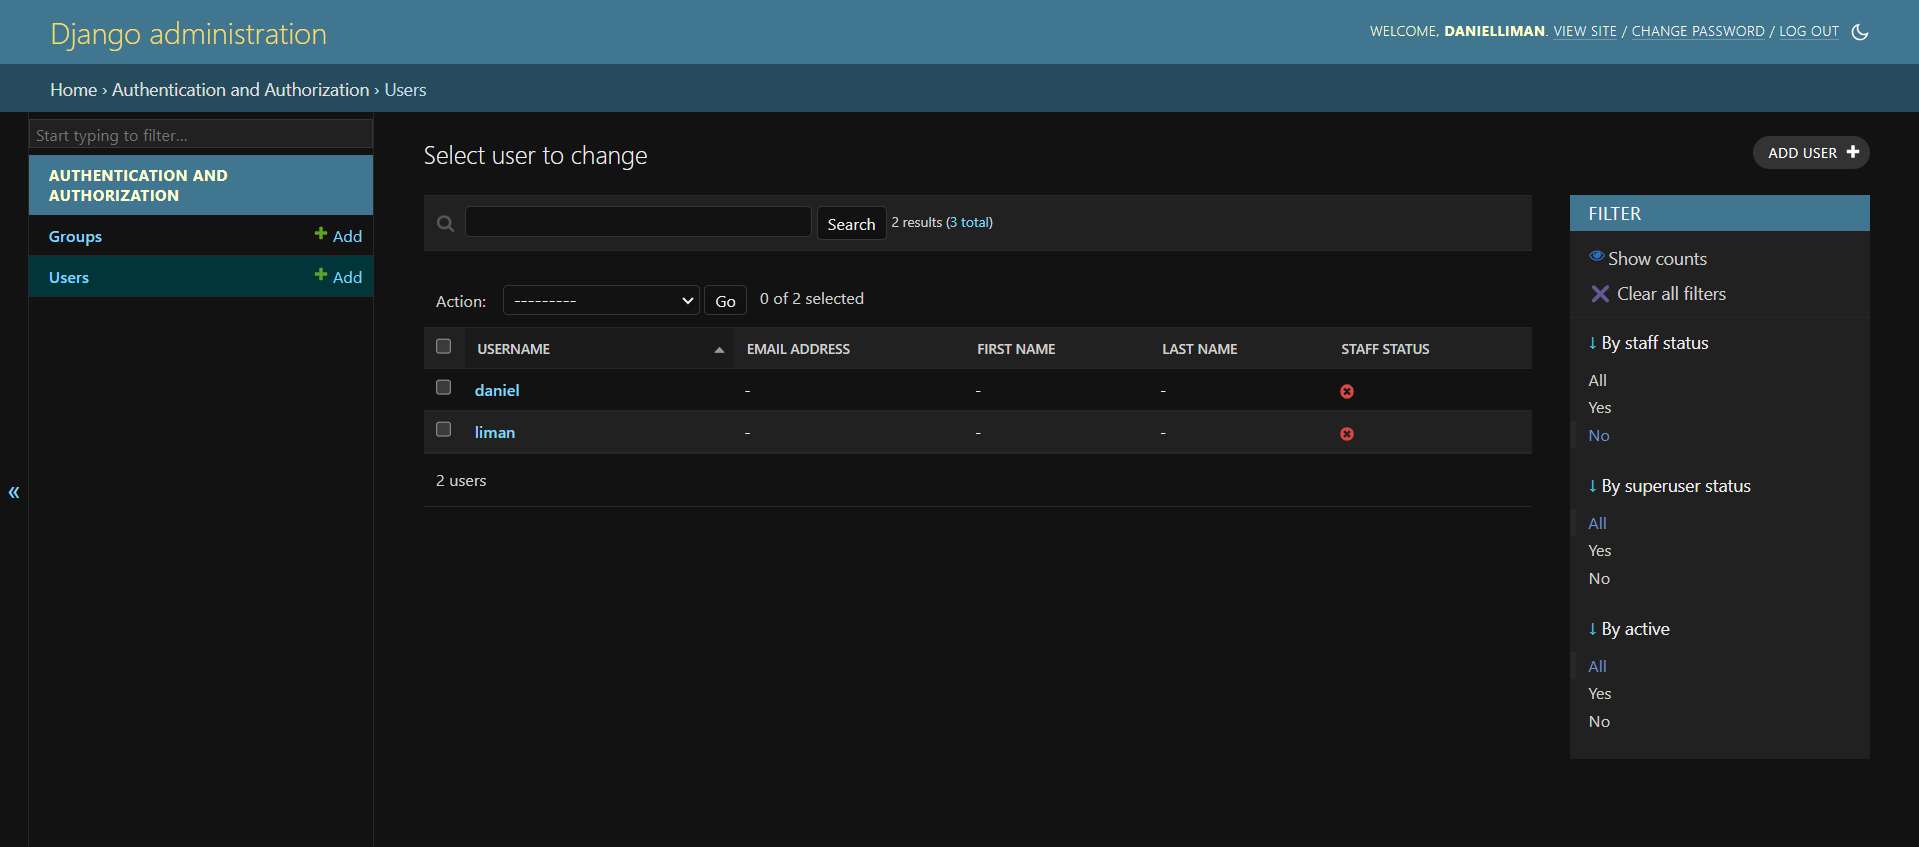 Django administration
WELCOME, DANIELLIMAN. VIEW SITE / CHANGE PASSWORD / LOG OUT
Home › Authentication and Authorization › Users
Start typing to filter...
AUTHENTICATION AND
AUTHORIZATION
Groups Add
Users Add
«
Select user to change
ADD USER
Search 2 results (3 total)
Action: --------- Go 0 of 2 selected
USERNAME EMAIL ADDRESS FIRST NAME LAST NAME STAFF STATUS
daniel - - -
liman - - -
2 users
FILTER
Show counts
Clear all filters
↓ By staff status
All
Yes
No
↓ By superuser status
All
Yes
No
↓ By active
All
Yes
No